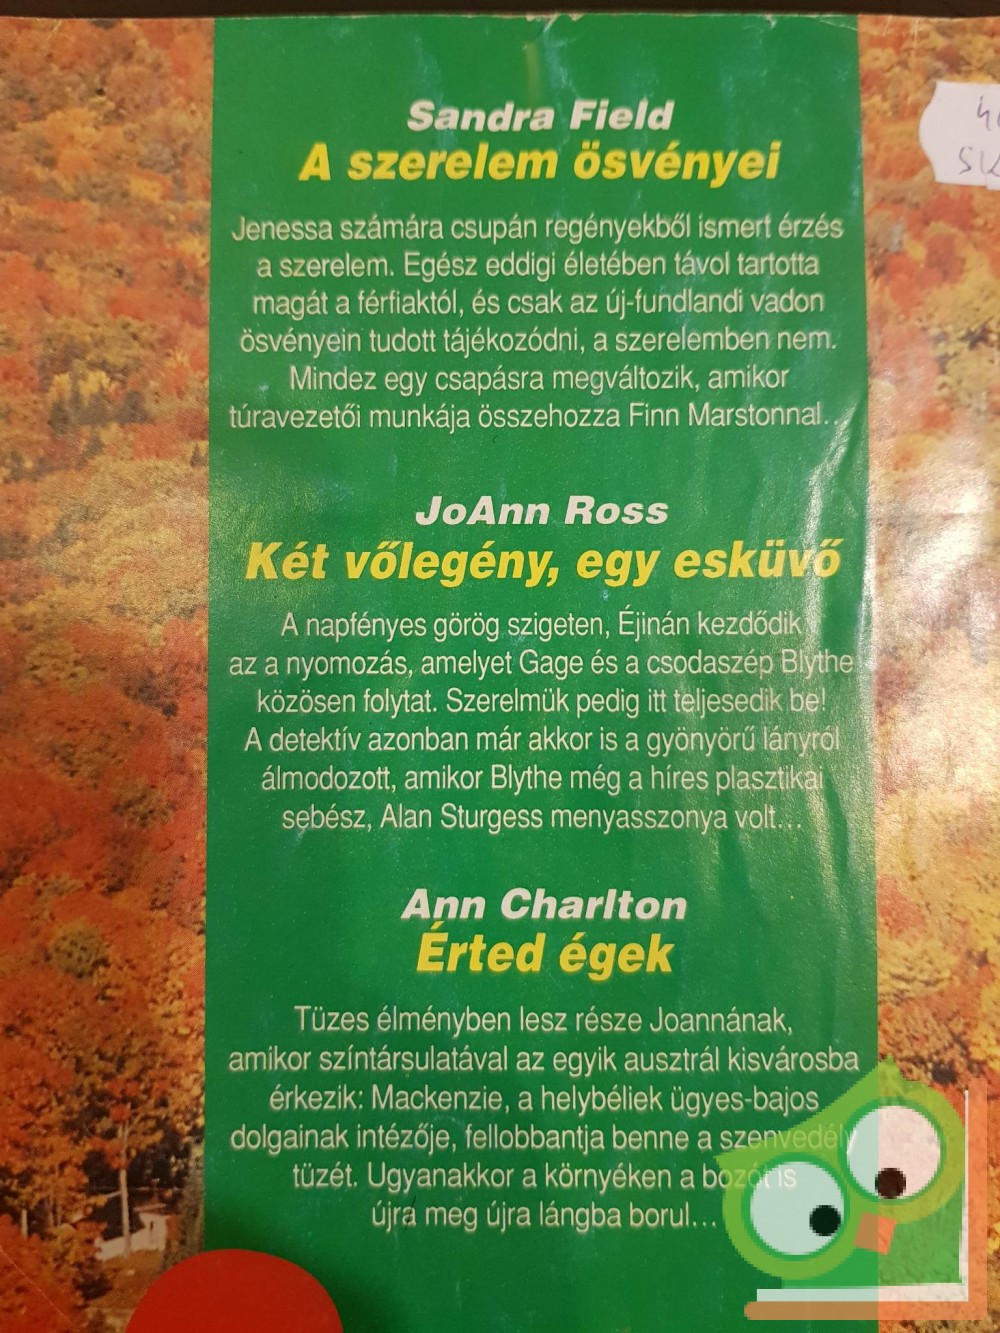 Sandra Field
A szerelem ösvényei
Jenessa számára csupán regényekből ismert érzés
a szerelem. Egész eddigi életében távol tartotta
magát a férfiaktól, és csak az új-fundlandi vadon
ösvényein tudott tájékozódni, a szerelemben nem.
Mindez egy csapásra megváltozik, amikor
túravezetői munkája összehozza Finn Marstonnal...
JoAnn Ross
Két vőlegény, egy esküvő
A napfényes görög szigeten, Éjinán kezdődik
az a nyomozás, amelyet Gage és a csodaszép Blythe
közösen folytat. Szerelmük pedig itt teljesedik be!
A detektív azonban már akkor is a gyönyörű lányról
álmodozott, amikor Blythe még a híres plasztikai
sebész, Alan Sturgess menyasszonya volt...
Ann Charlton
Érted égek
Tüzes élményben lesz része Joannának,
amikor színtársulatával az egyik ausztrál kisvárosba
érkezik: Mackenzie, a helybéliek ügyes-bajos
dolgainak intézője, fellobbantja benne a szenvedély
tüzét. Ugyanakkor a környéken a bozót is
újra meg újra lángba borul...